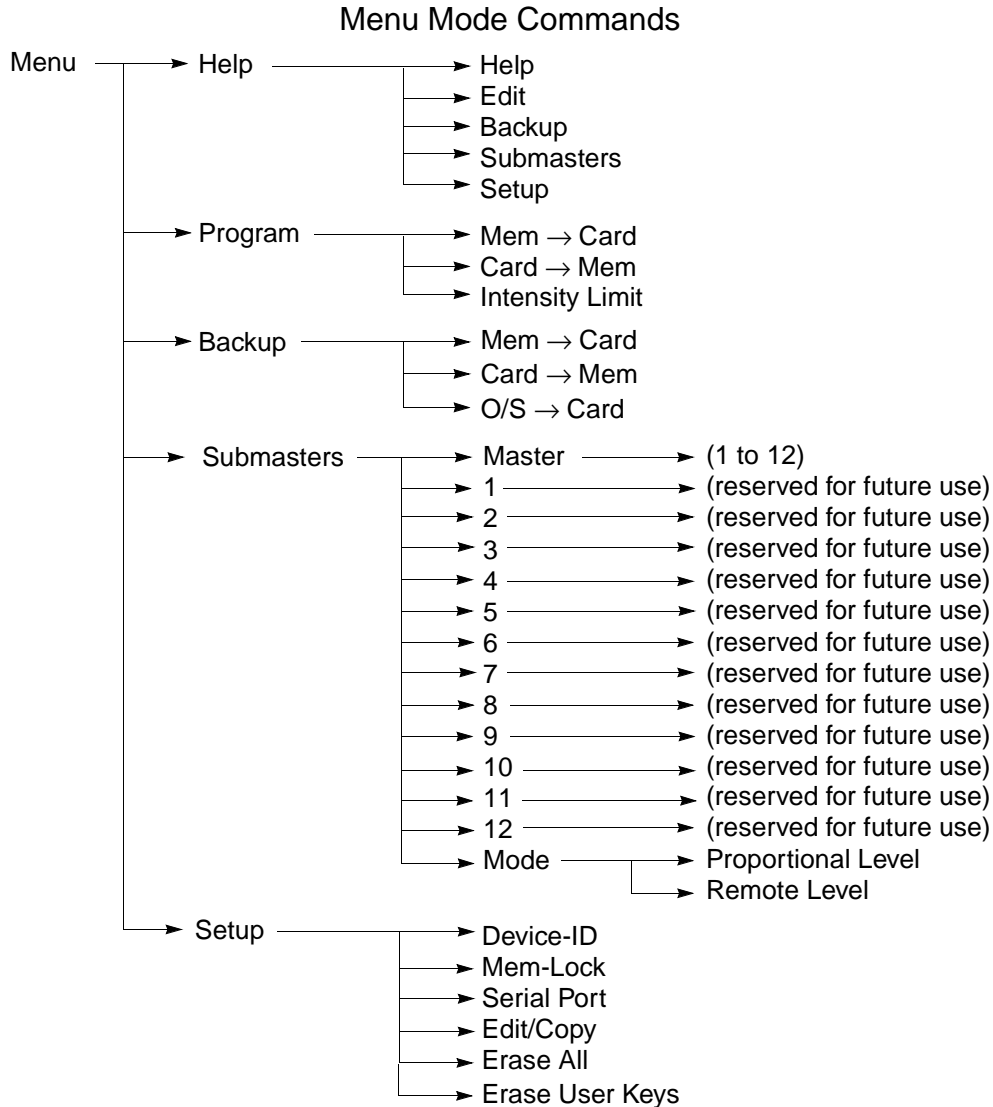 Menu Mode Commands
Menu
Help
Help
Edit
Backup
Submasters
Setup
Program
Mem → Card
Card → Mem
Intensity Limit
Backup
Mem → Card
Card → Mem
O/S → Card
Submasters
Master
(1 to 12)
1
(reserved for future use)
2
(reserved for future use)
3
(reserved for future use)
4
(reserved for future use)
5
(reserved for future use)
6
(reserved for future use)
7
(reserved for future use)
8
(reserved for future use)
9
(reserved for future use)
10
(reserved for future use)
11
(reserved for future use)
12
(reserved for future use)
Mode
Proportional Level
Remote Level
Setup
Device-ID
Mem-Lock
Serial Port
Edit/Copy
Erase All
Erase User Keys